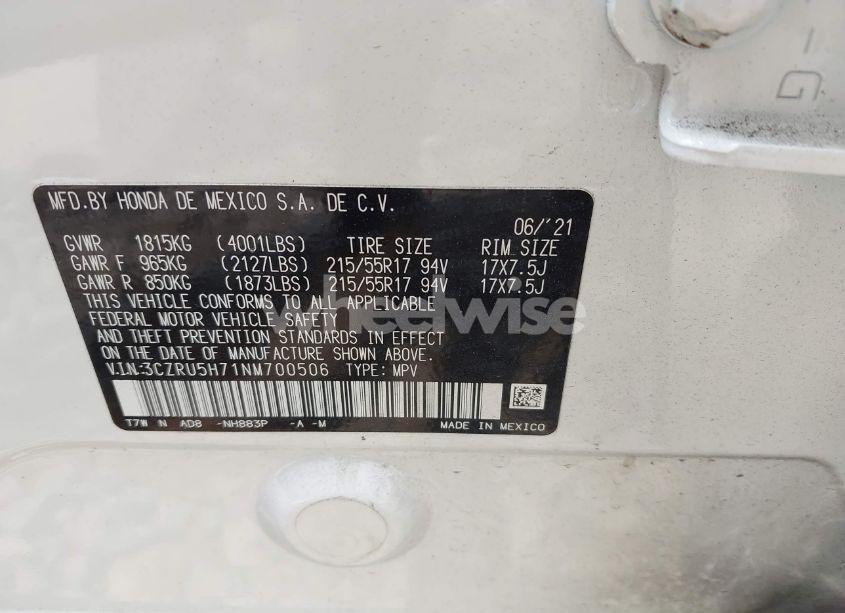 G
MFD.BY HONDA DE MEXICO S.A. DE C.V.
06/'21
GVWR 1815KG (4001LBS) TIRE SIZE RIM SIZE
GAWR F 965KG (2127LBS) 215/55R17 94V 17X7.5J
GAWR R 850KG (1873LBS) 215/55R17 94V 17X7.5J
THIS VEHICLE CONFORMS TO ALL APPLICABLE
FEDERAL MOTOR VEHICLE SAFETY
AND THEFT PREVENTION STANDARDS IN EFFECT
ON THE DATE OF MANUFACTURE SHOWN ABOVE.
V.I.N:3CZRU5H71NM700506 TYPE: MPV
T7W N AD8 -NH883P -A -M MADE IN MEXICO
wheelwise